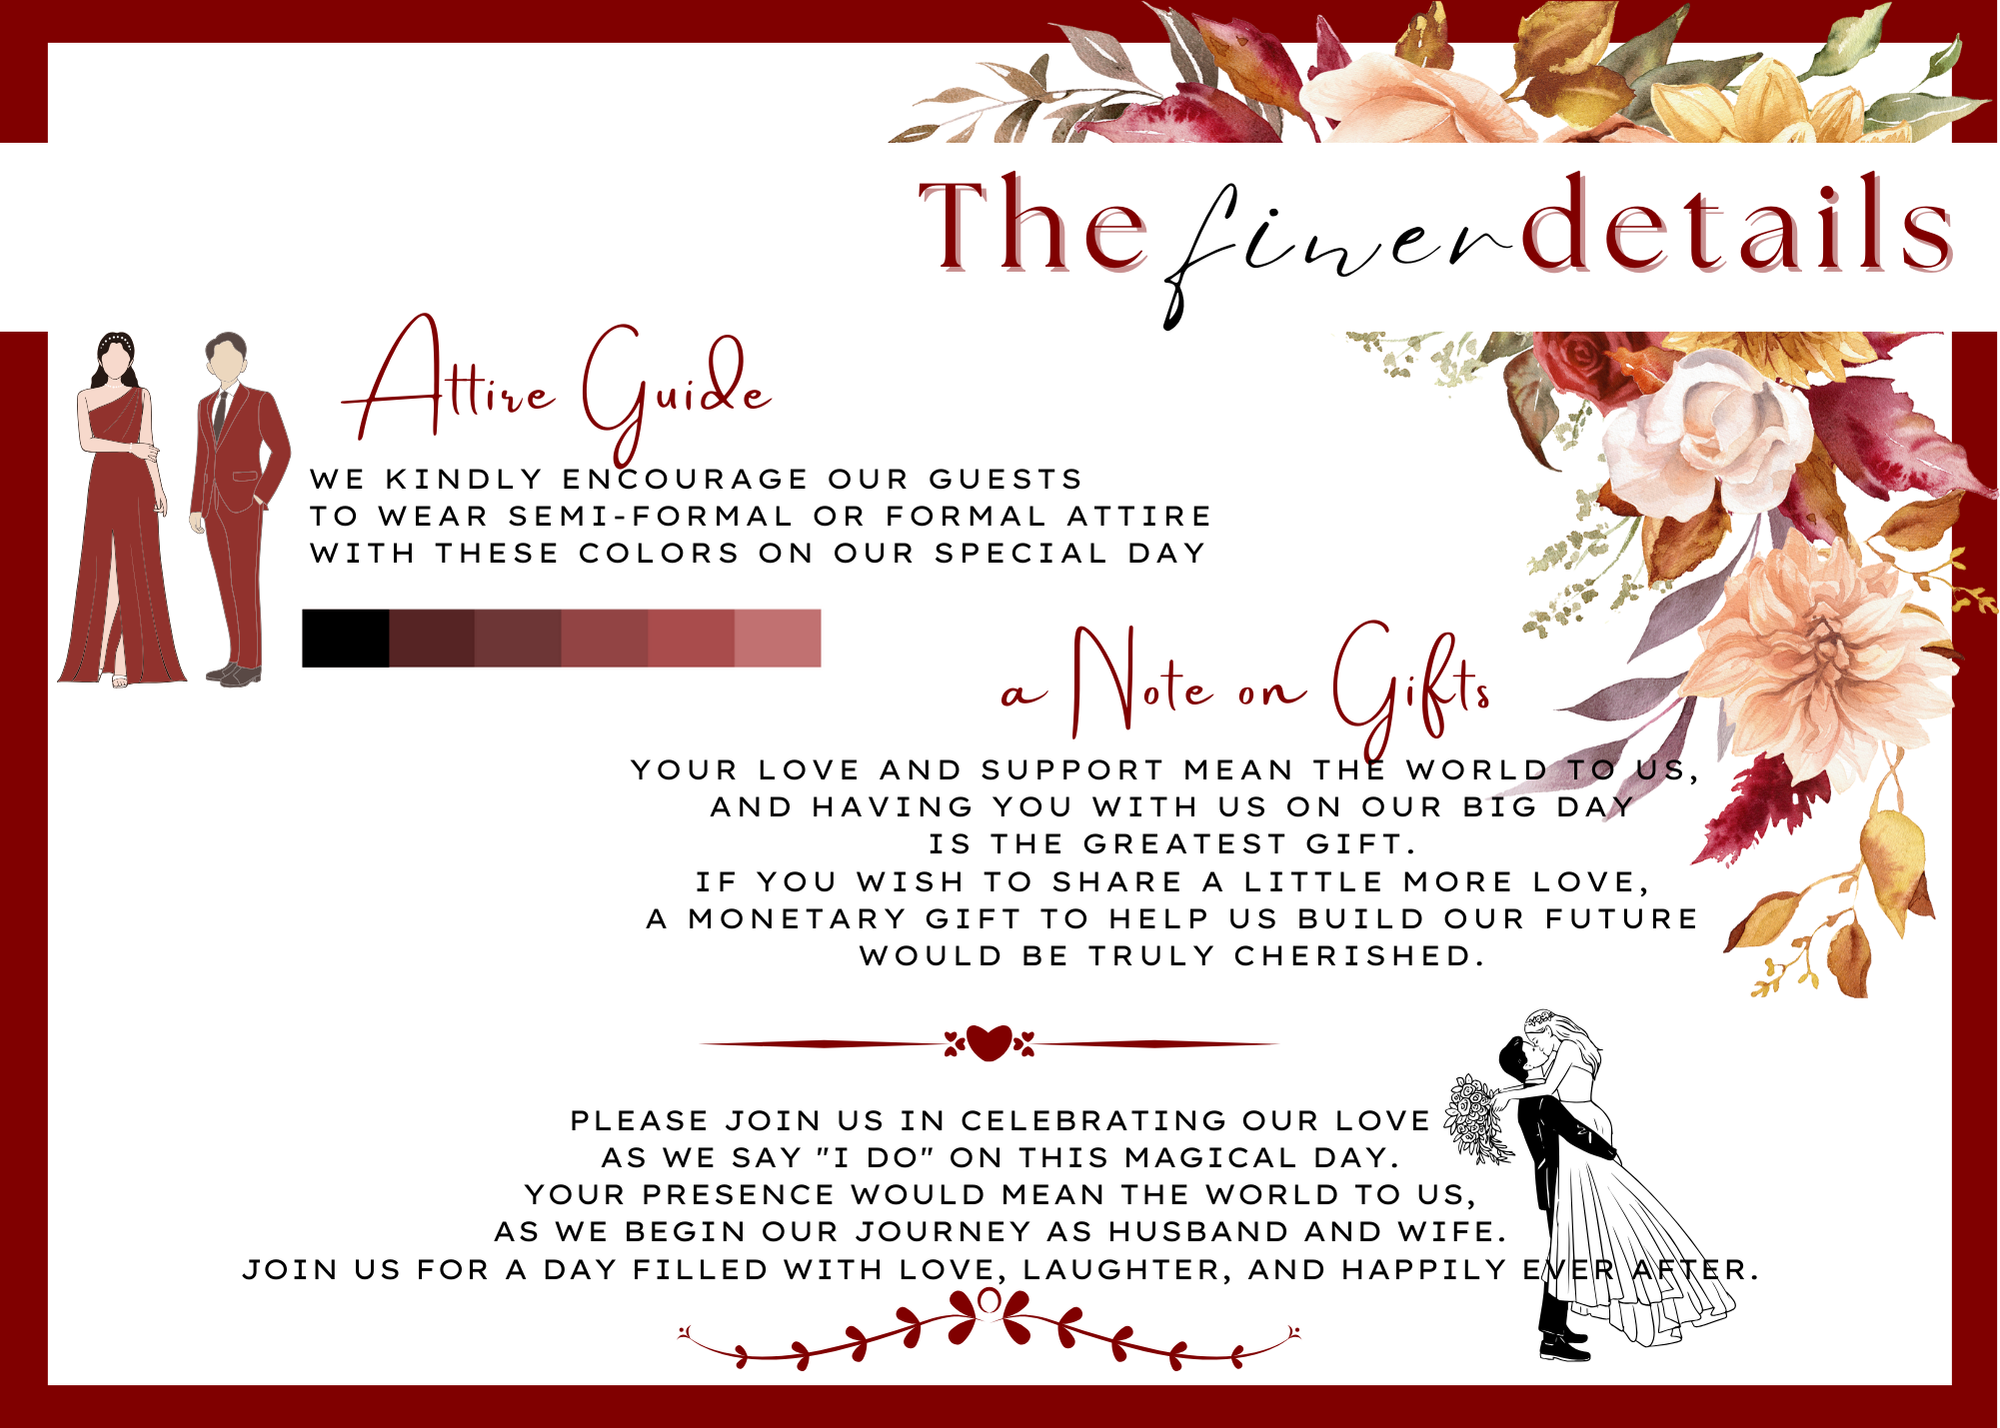 The finer details
Attire Guide
WE KINDLY ENCOURAGE OUR GUESTS
TO WEAR SEMI-FORMAL OR FORMAL ATTIRE
WITH THESE COLORS ON OUR SPECIAL DAY
a Note on Gifts
YOUR LOVE AND SUPPORT MEAN THE WORLD TO US,
AND HAVING YOU WITH US ON OUR BIG DAY
IS THE GREATEST GIFT.
IF YOU WISH TO SHARE A LITTLE MORE LOVE,
A MONETARY GIFT TO HELP US BUILD OUR FUTURE
WOULD BE TRULY CHERISHED.
PLEASE JOIN US IN CELEBRATING OUR LOVE
AS WE SAY "I DO" ON THIS MAGICAL DAY.
YOUR PRESENCE WOULD MEAN THE WORLD TO US,
AS WE BEGIN OUR JOURNEY AS HUSBAND AND WIFE.
JOIN US FOR A DAY FILLED WITH LOVE, LAUGHTER, AND HAPPILY EVER AFTER.